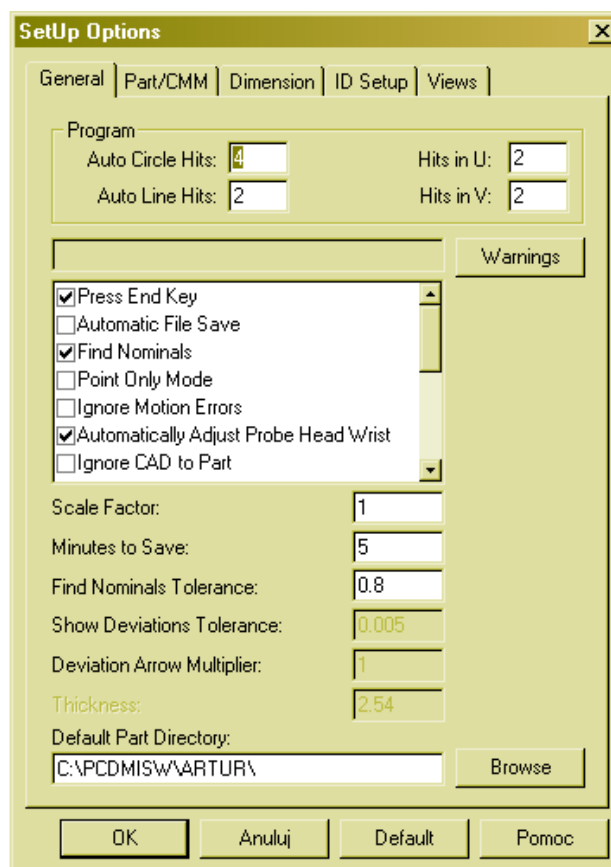 SetUp Options
General Part/CMM Dimension ID Setup Views
Program
Auto Circle Hits: 4 Hits in U: 2
Auto Line Hits: 2 Hits in V: 2
Warnings
Press End Key
Automatic File Save
Find Nominals
Point Only Mode
Ignore Motion Errors
Automatically Adjust Probe Head Wrist
Ignore CAD to Part
Scale Factor: 1
Minutes to Save: 5
Find Nominals Tolerance: 0.8
Show Deviations Tolerance: 0.005
Deviation Arrow Multiplier: 1
Thickness: 2.54
Default Part Directory:
C:\PCDMISW\ARTUR\ Browse
OK Anuluj Default Pomoc